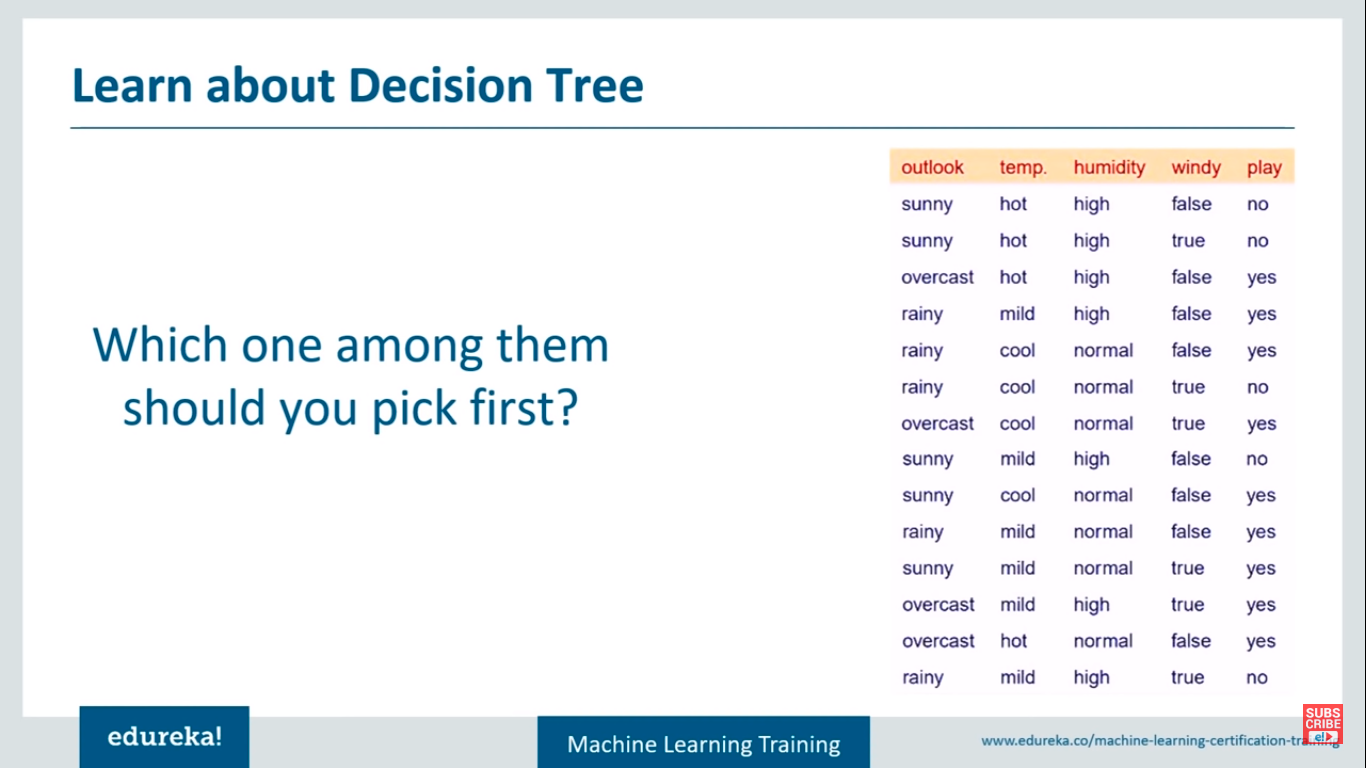 Learn about Decision Tree
Which one among them
should you pick first?
outlook temp. humidity windy play
sunny hot high false no
sunny hot high true no
overcast hot high false yes
rainy mild high false yes
rainy cool normal false yes
rainy cool normal true no
overcast cool normal true yes
sunny mild high false no
sunny cool normal false yes
rainy mild normal false yes
sunny mild normal true yes
overcast mild high true yes
overcast hot normal false yes
rainy mild high true no
edureka!
Machine Learning Training
www.edureka.co/machine-learning-certification-training
SUBS
CRIBE
e!